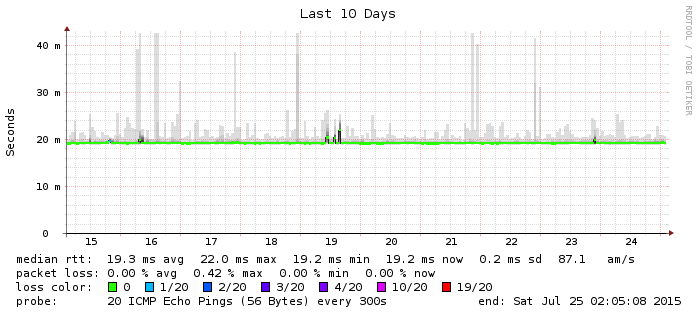 Last 10 Days
RRDTOOL / TOBI OETIKER
Seconds
40 m
30 m
20 m
10 m
0
15 16 17 18 19 20 21 22 23 24
median rtt: 19.3 ms avg 22.0 ms max 19.2 ms min 19.2 ms now 0.2 ms sd 87.1 am/s
packet loss: 0.00 % avg 0.42 % max 0.00 % min 0.00 % now
loss color: 0 1/20 2/20 3/20 4/20 10/20 19/20
probe: 20 ICMP Echo Pings (56 Bytes) every 300s end: Sat Jul 25 02:05:08 2015